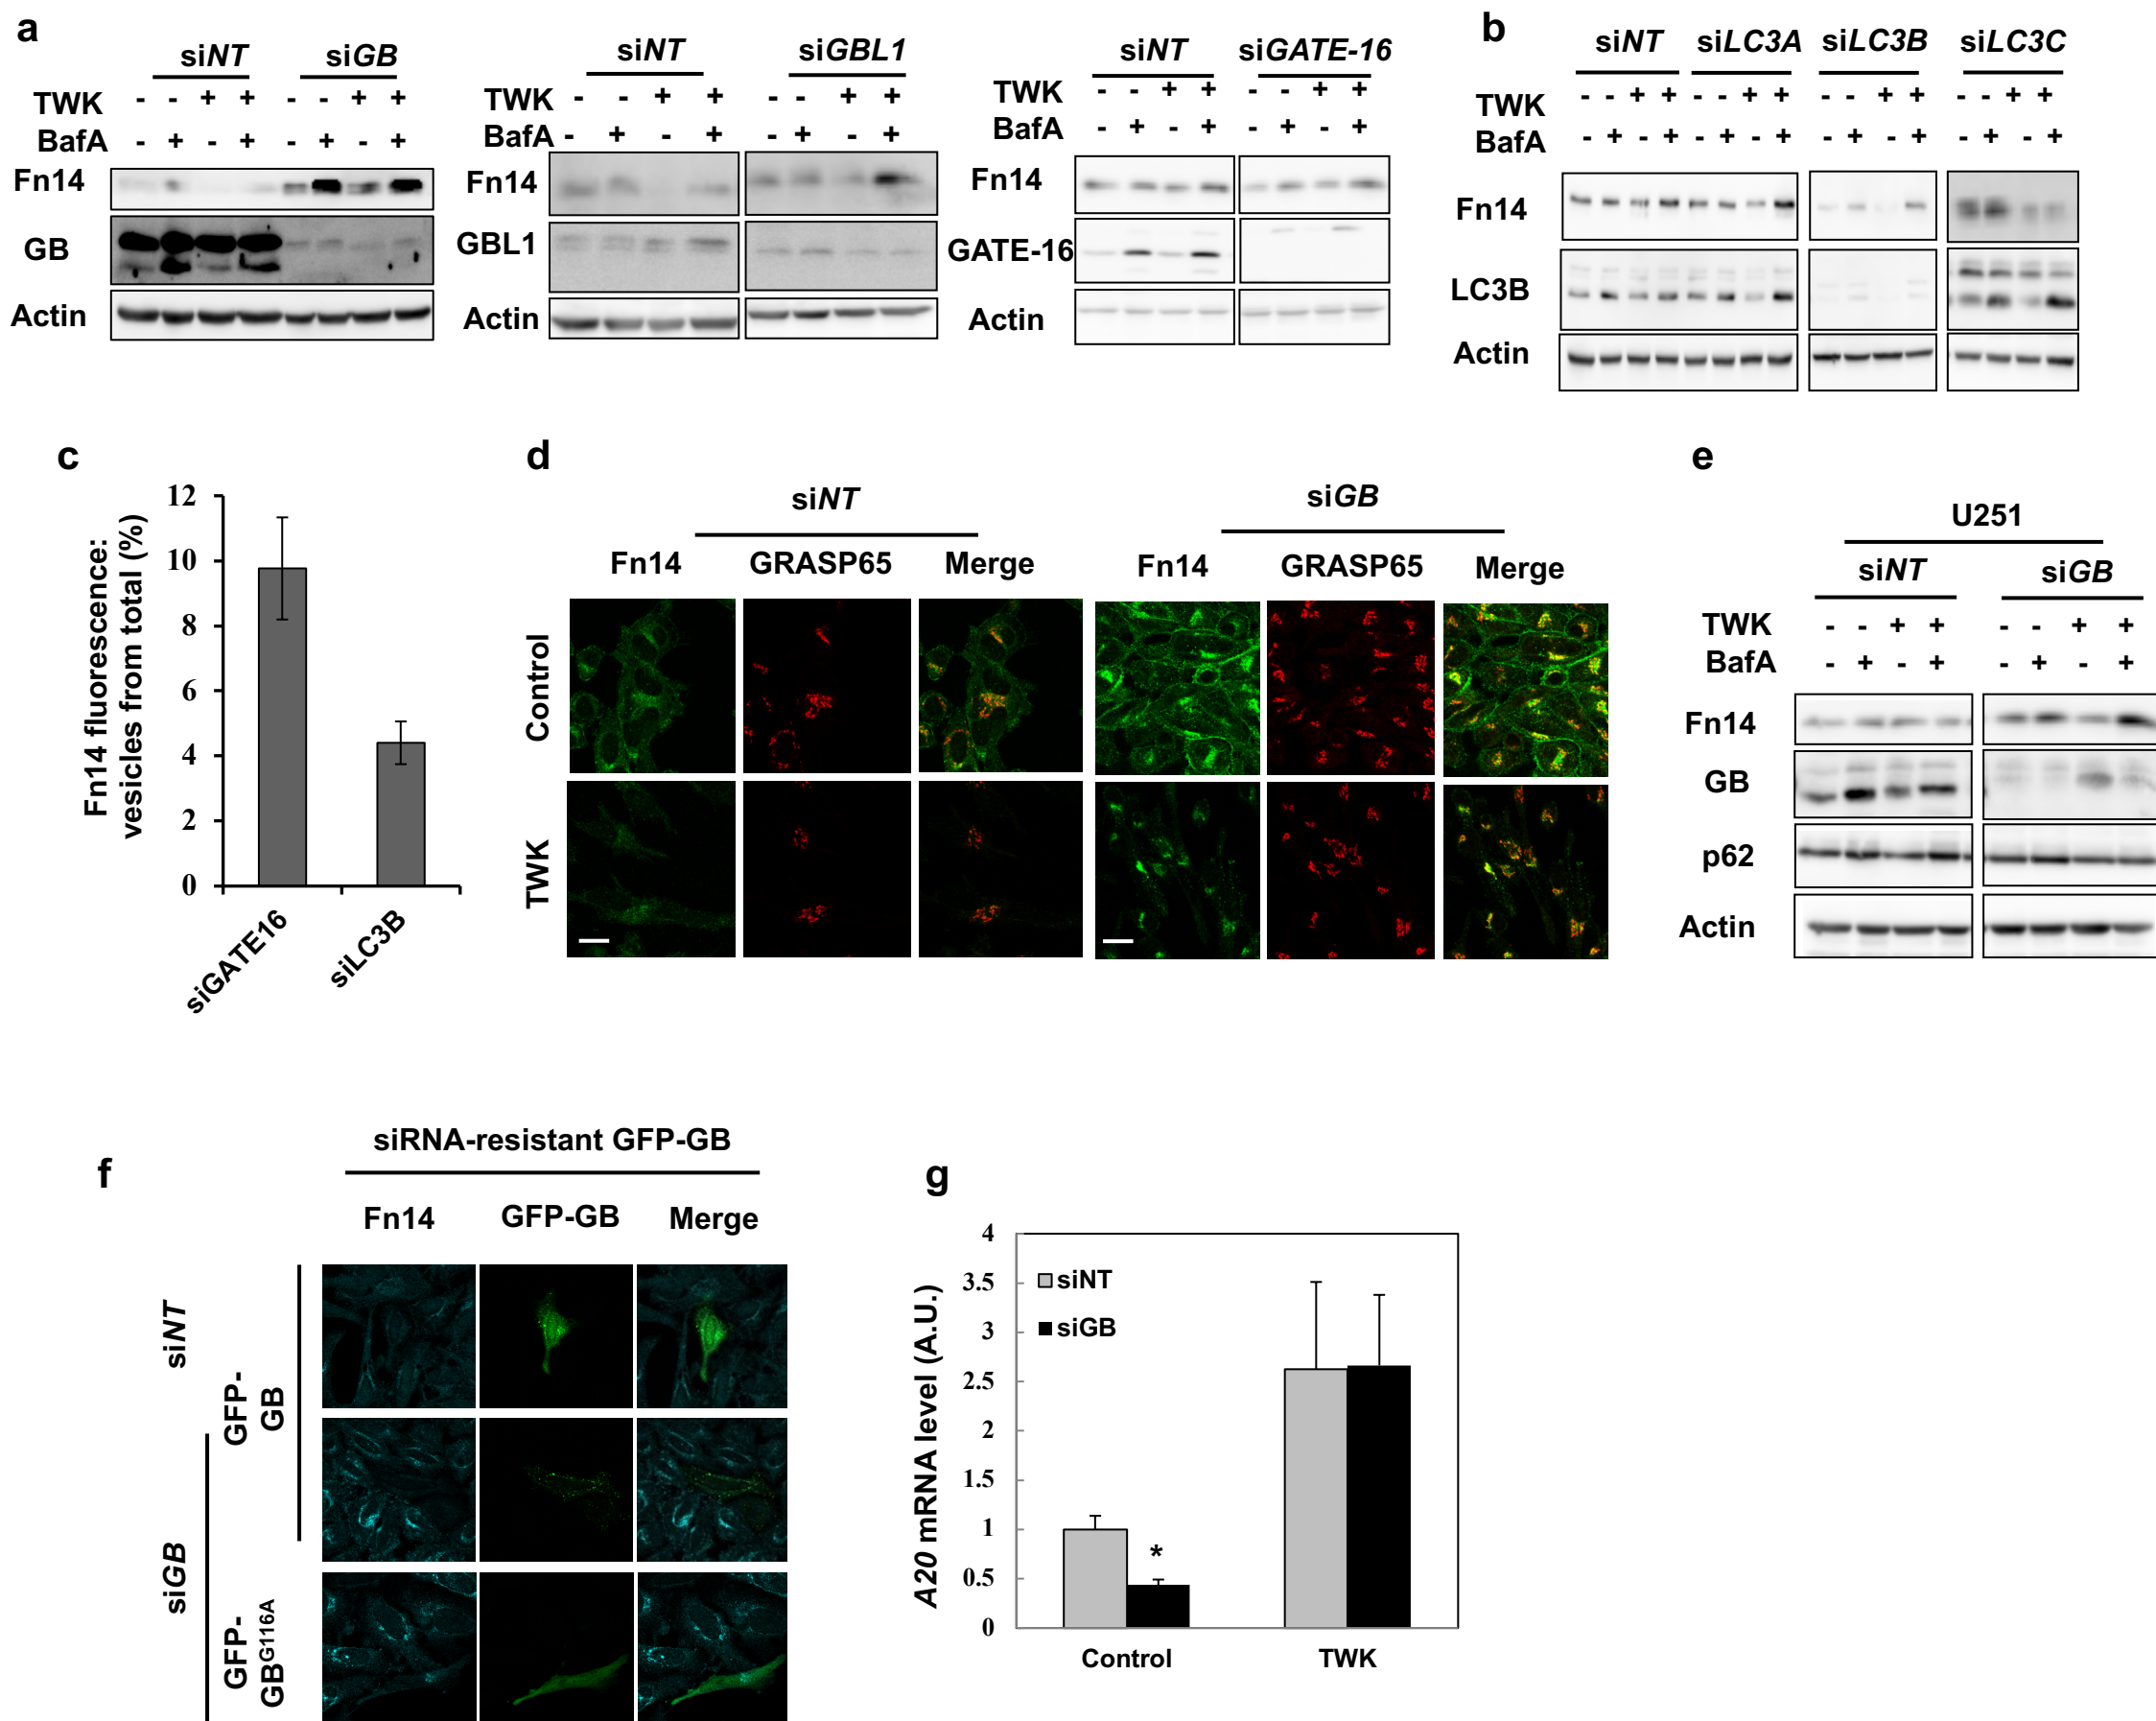 a
siNT siGB
TWK - - + + - - + +
BafA - + - + - + - +
Fn14
GB
Actin
siNT siGBL1
TWK - - + + - - + +
BafA - + - + - + - +
Fn14
GBL1
Actin
siNT siGATE-16
TWK - - + + - - + +
BafA - + - + - + - +
Fn14
GATE-16
Actin
b
siNT siLC3A siLC3B siLC3C
TWK - - + + - - + + - - + + - - + +
BafA - + - + - + - + - + - + - + - +
Fn14
LC3B
Actin
c
Fn14 fluorescence:
vesicles from total (%)
12
10
8
6
4
2
0
siGATE16
siLC3B
d
siNT siGB
Fn14 GRASP65 Merge Fn14 GRASP65 Merge
Control
TWK
e
U251
siNT siGB
TWK - - + + - - + +
BafA - + - + - + - +
Fn14
GB
p62
Actin
f
siRNA-resistant GFP-GB
Fn14 GFP-GB Merge
siNT
GFP-
GB
siGB
GFP-
GBG116A
g
A20 mRNA level (A.U.)
4
3.5
3
2.5
2
1.5
1
0.5
0
siNT
siGB
*
Control TWK